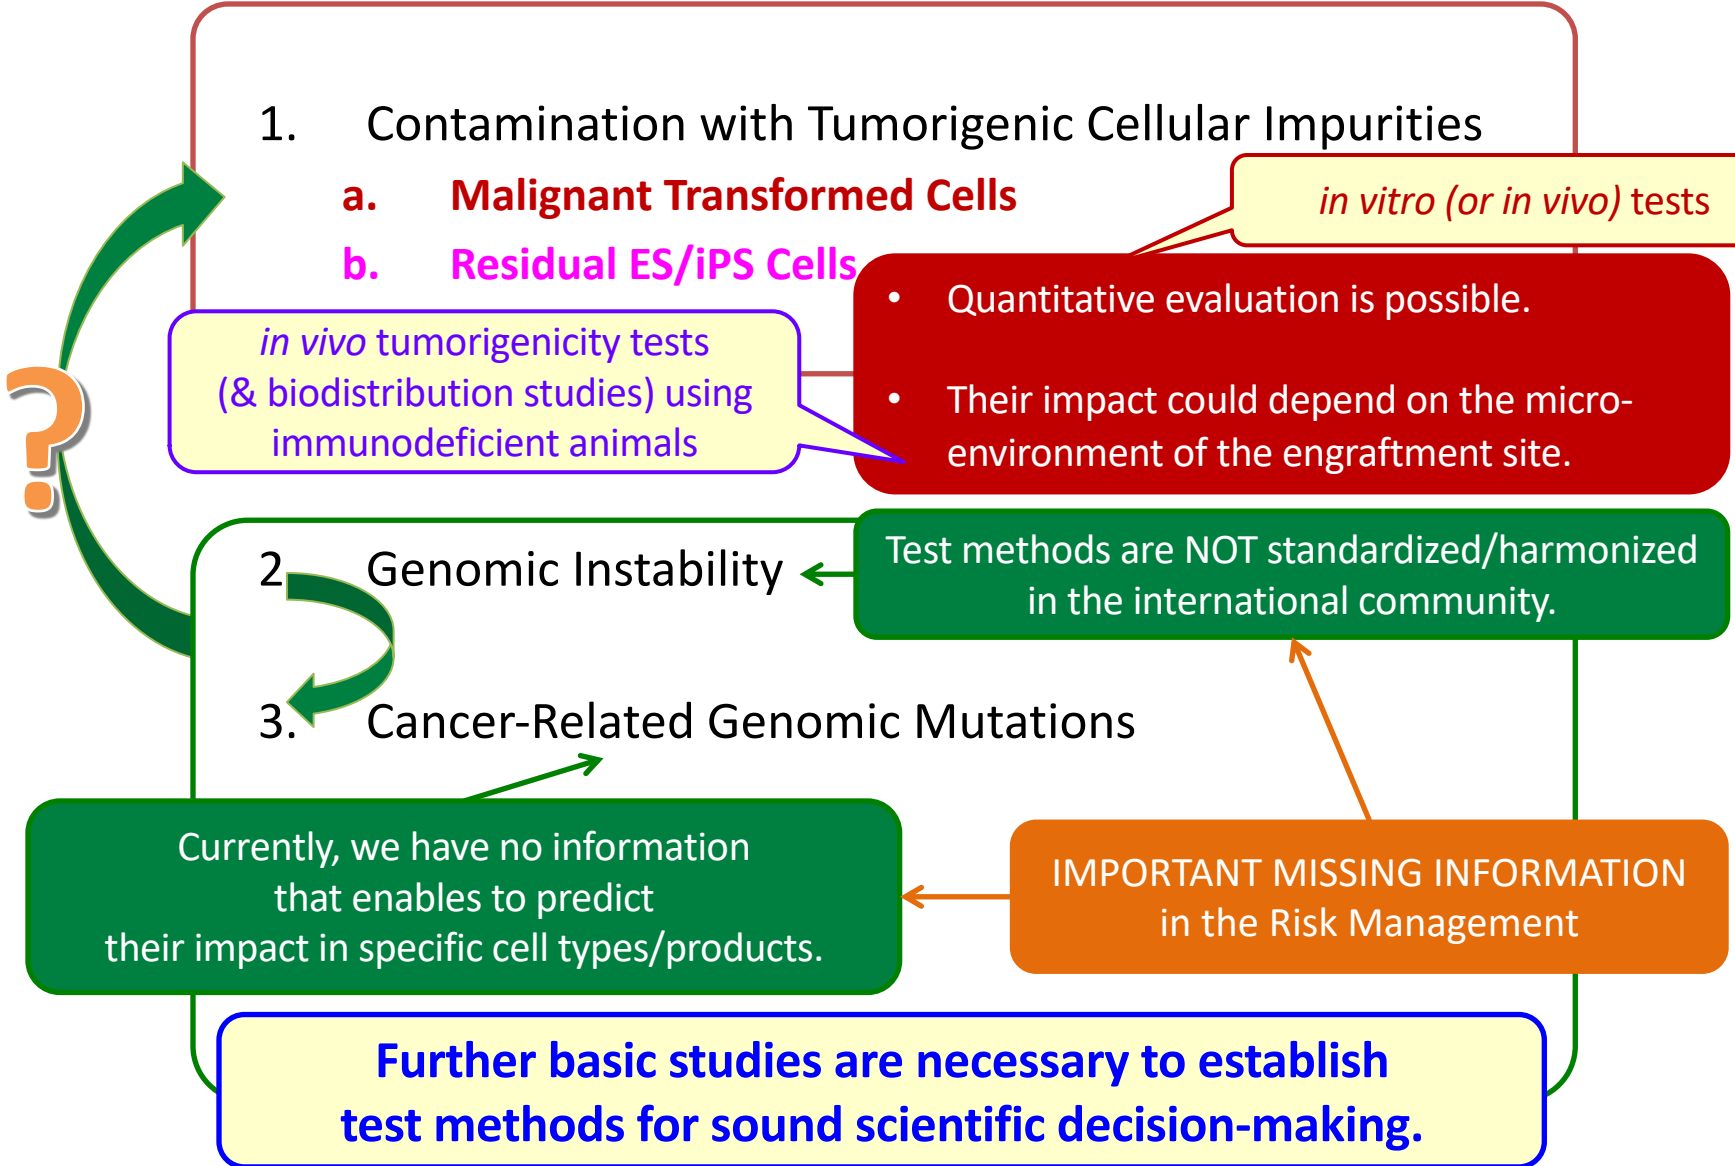 1. Contamination with Tumorigenic Cellular Impurities
a. Malignant Transformed Cells
in vitro (or in vivo) tests
b. Residual ES/iPS Cells
• Quantitative evaluation is possible.
• Their impact could depend on the micro-
environment of the engraftment site.
in vivo tumorigenicity tests
(& biodistribution studies) using
immunodeficient animals
?
2 Genomic Instability
Test methods are NOT standardized/harmonized
in the international community.
3. Cancer-Related Genomic Mutations
Currently, we have no information
that enables to predict
their impact in specific cell types/products.
IMPORTANT MISSING INFORMATION
in the Risk Management
Further basic studies are necessary to establish
test methods for sound scientific decision-making.